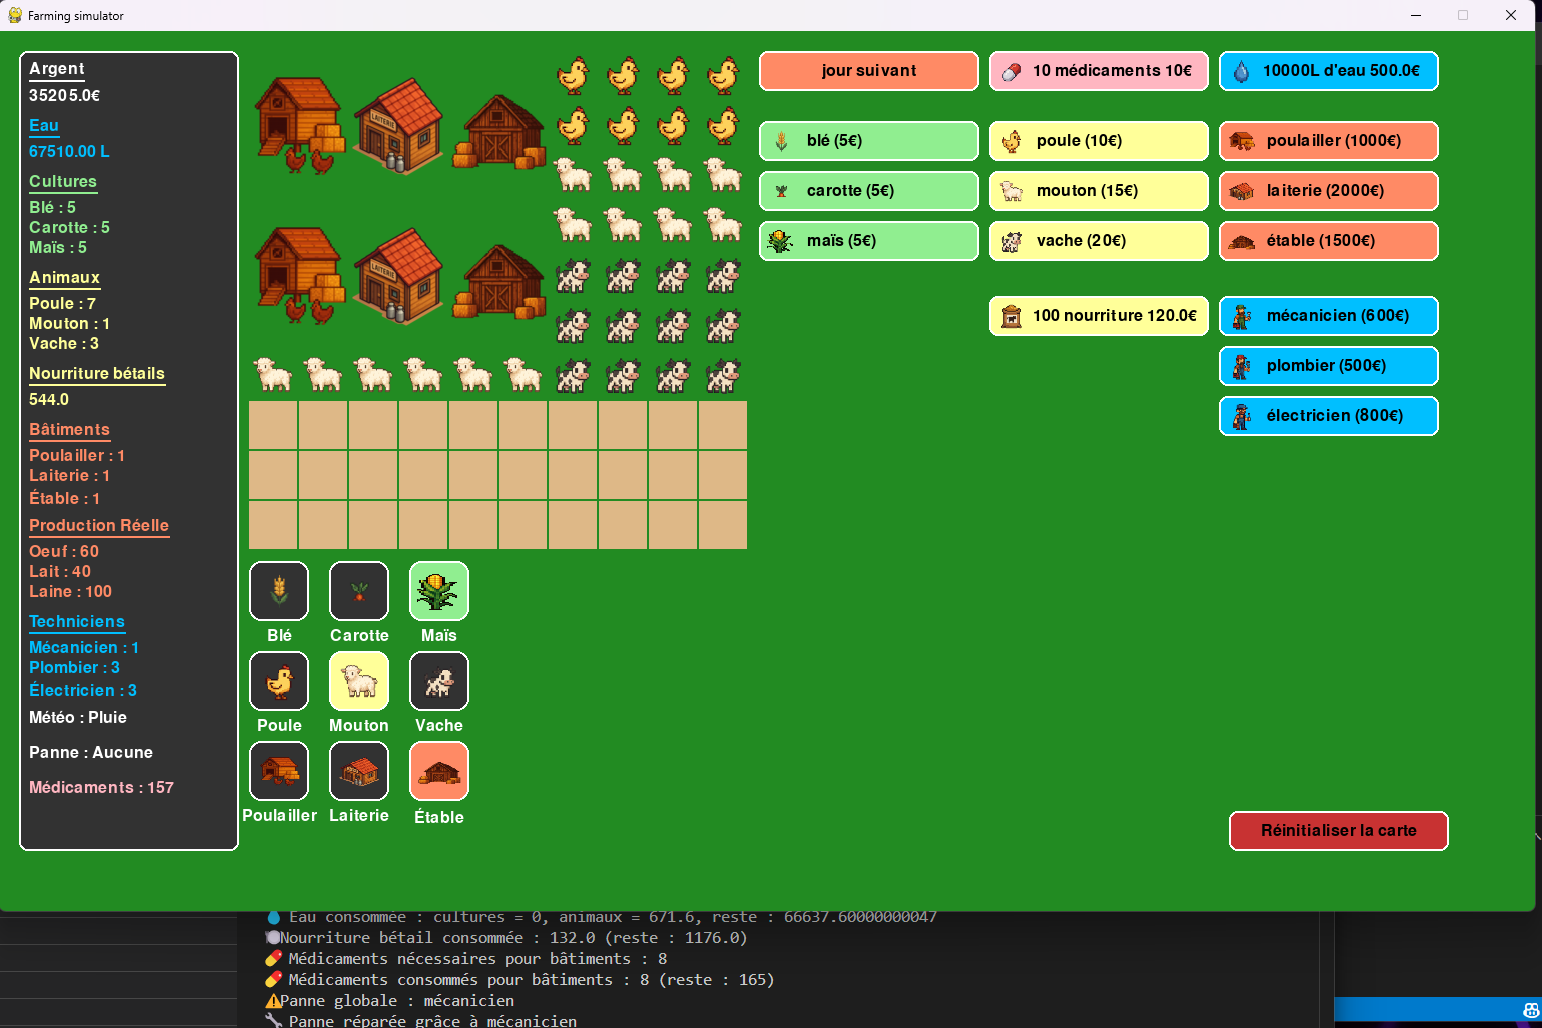 Farming simulator
Argent
35205.0€
Eau
67510.00 L
Cultures
Blé : 5
Carotte : 5
Maïs : 5
Animaux
Poule : 7
Mouton : 1
Vache : 3
Nourriture bétails
544.0
Bâtiments
Poulailler : 1
Laiterie : 1
Étable : 1
Production Réelle
Oeuf : 60
Lait : 40
Laine : 100
Techniciens
Mécanicien : 1
Plombier : 3
Électricien : 3
Météo : Pluie
Panne : Aucune
Médicaments : 157
LAITERIE
LAITERIE
jour suivant
10 médicaments 10€
10000L d'eau 500.0€
blé (5€)
poule (10€)
poulailler (1000€)
carotte (5€)
mouton (15€)
laiterie (2000€)
maïs (5€)
vache (20€)
étable (1500€)
100 nourriture 120.0€
mécanicien (600€)
plombier (500€)
électricien (800€)
Blé
Carotte
Maïs
Poule
Mouton
Vache
Poulailler
Laiterie
Étable
Réinitialiser la carte
Eau consommée : cultures = 0, animaux = 671.6, reste : 66637.60000000047
Nourriture bétail consommée : 132.0 (reste : 1176.0)
Médicaments nécessaires pour bâtiments : 8
Médicaments consommés pour bâtiments : 8 (reste : 165)
Panne globale : mécanicien
Panne réparée grâce à mécanicien